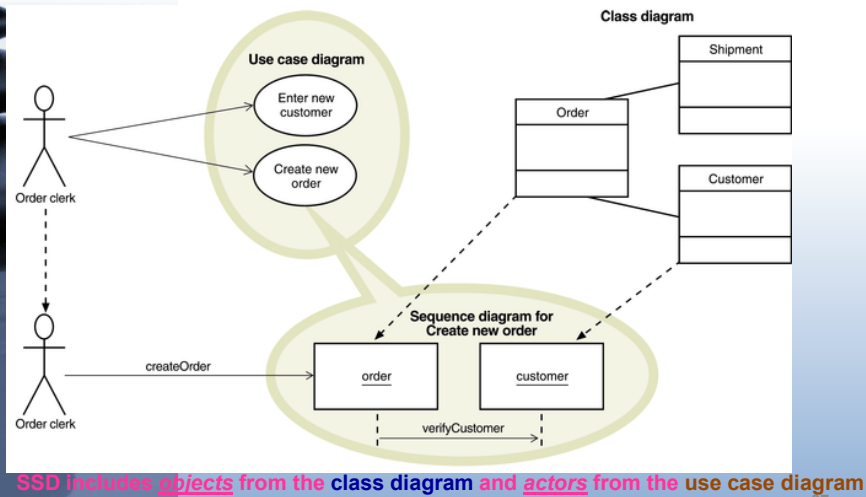 Class diagram
Shipment
Use case diagram
Enter new
customer
Order
Create new
order
Customer
Order clerk
Sequence diagram for
Create new order
createOrder
order
customer
verifyCustomer
Order clerk
SSD includes objects from the class diagram and actors from the use case diagram